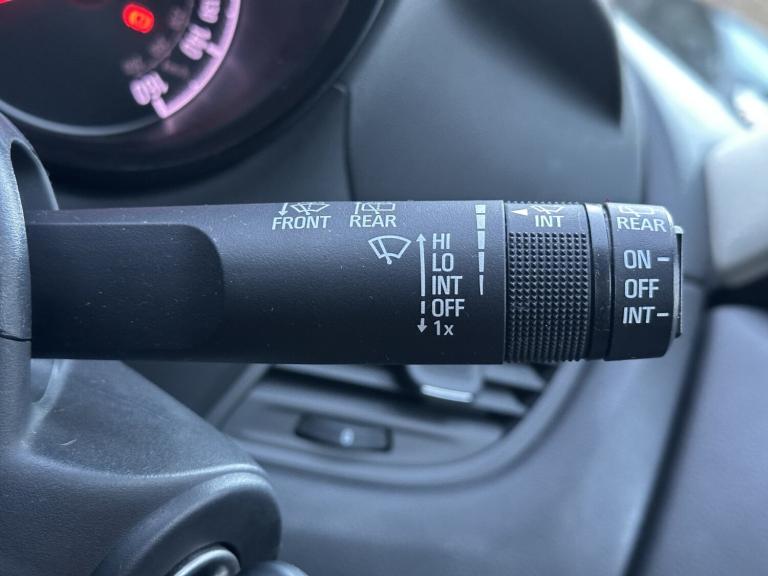 FRONT REAR
HI
LO
INT
OFF
1x
INT
REAR
ON
OFF
INT